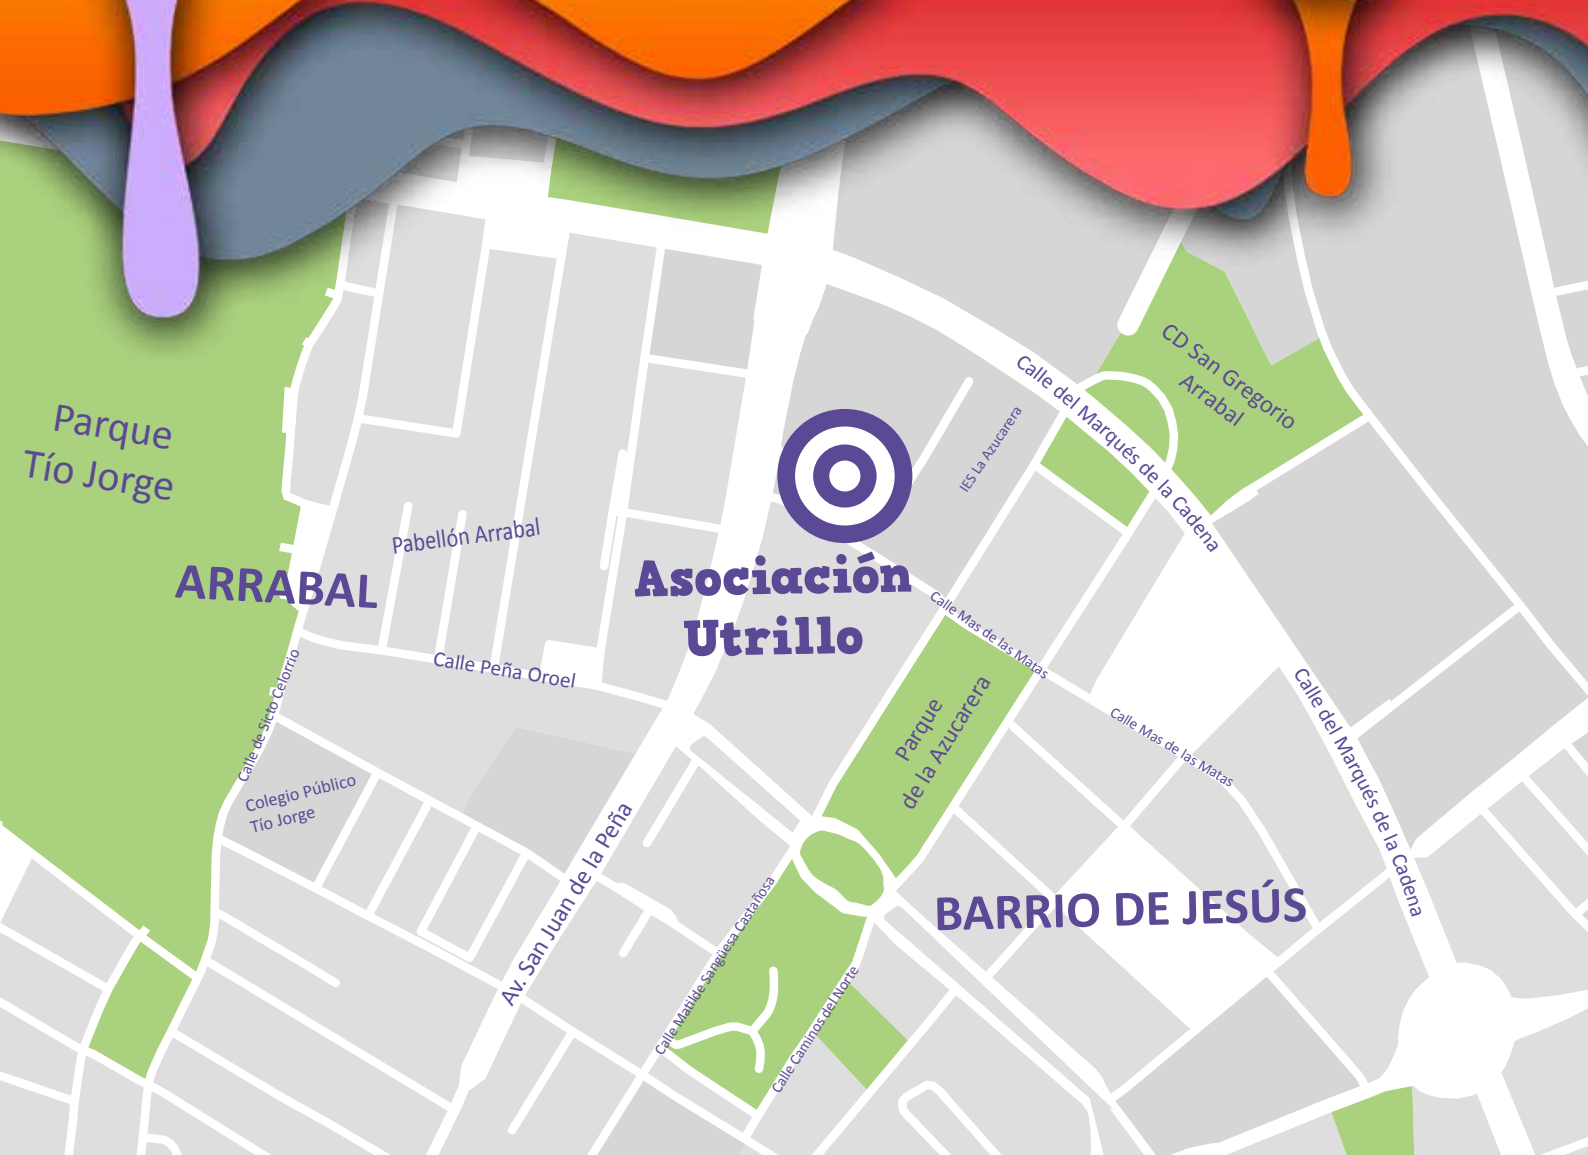 CD San Gregorio
Arrabal
Calle del Marqués de la Cadena
IES La Azucarera
Parque
Tío Jorge
Pabellón Arrabal
ARRABAL
Asociación
Utrillo
Calle Mas de las Matas
Calle Peña Oroel
Calle de Sicto Celorrio
Parque
de la Azucarera
Calle Mas de las Matas
Calle del Marqués de la Cadena
Colegio Público
Tío Jorge
Av. San Juan de la Peña
BARRIO DE JESÚS
Calle Matilde Sangüesa Castañosa
Calle Caminos del Norte